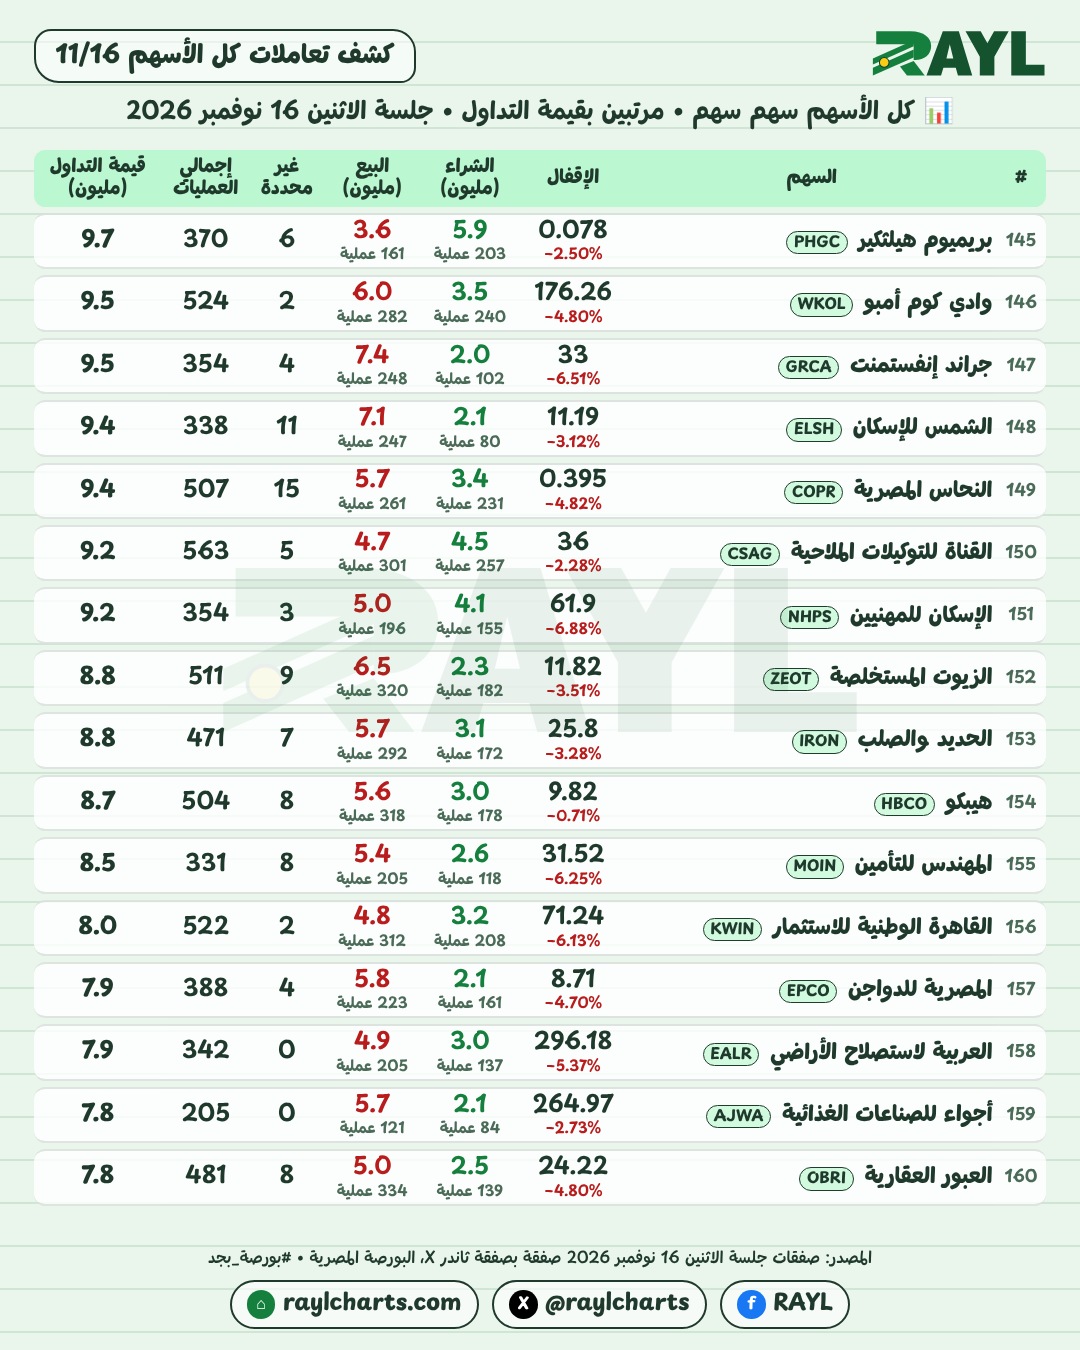 RAYL
كشف تعاملات كل الأسهم 11/16
📊 كل الأسهم سهم سهم • مرتبين بقيمة التداول • جلسة الاثنين 16 نوفمبر 2026
# السهم الإقفال الشراء (مليون) البيع (مليون) غير محددة إجمالي العمليات قيمة التداول (مليون)
145 بريميوم هيلثكير PHGC 0.078 5.9 3.6 6 370 9.7
-2.50% 203 عملية 161 عملية
146 وادي كوم أمبو WKOL 176.26 3.5 6.0 2 524 9.5
-4.80% 240 عملية 282 عملية
147 جراند إنفستمنت GRCA 33 2.0 7.4 4 354 9.5
-6.51% 102 عملية 248 عملية
148 الشمس للإسكان ELSH 11.19 2.1 7.1 11 338 9.4
-3.12% 80 عملية 247 عملية
149 النحاس المصرية COPR 0.395 3.4 5.7 15 507 9.4
-4.82% 231 عملية 261 عملية
150 القناة للتوكيلات الملاحية CSAG 36 4.5 4.7 5 563 9.2
-2.28% 257 عملية 301 عملية
151 الإسكان للمهنيين NHPS 61.9 4.1 5.0 3 354 9.2
-6.88% 155 عملية 196 عملية
152 الزيوت المستخلصة ZEOT 11.82 2.3 6.5 9 511 8.8
-3.51% 182 عملية 320 عملية
153 الحديد والصلب IRON 25.8 3.1 5.7 7 471 8.8
-3.28% 172 عملية 292 عملية
154 هيبكو HBCO 9.82 3.0 5.6 8 504 8.7
-0.71% 178 عملية 318 عملية
155 المهندس للتأمين MOIN 31.52 2.6 5.4 8 331 8.5
-6.25% 118 عملية 205 عملية
156 القاهرة الوطنية للاستثمار KWIN 71.24 3.2 4.8 2 522 8.0
-6.13% 208 عملية 312 عملية
157 المصرية للدواجن EPCO 8.71 2.1 5.8 4 388 7.9
-4.70% 161 عملية 223 عملية
158 العربية لاستصلاح الأراضي EALR 296.18 3.0 4.9 0 342 7.9
-5.37% 137 عملية 205 عملية
159 أجواء للصناعات الغذائية AJWA 264.97 2.1 5.7 0 205 7.8
-2.73% 84 عملية 121 عملية
160 العبور العقارية OBRI 24.22 2.5 5.0 8 481 7.8
-4.80% 139 عملية 334 عملية
المصدر: صفقات جلسة الاثنين 16 نوفمبر 2026 صفقة بصفقة ثاندر X، البورصة المصرية • #بورصة_بجد
raylcharts.com X @raylcharts f RAYL